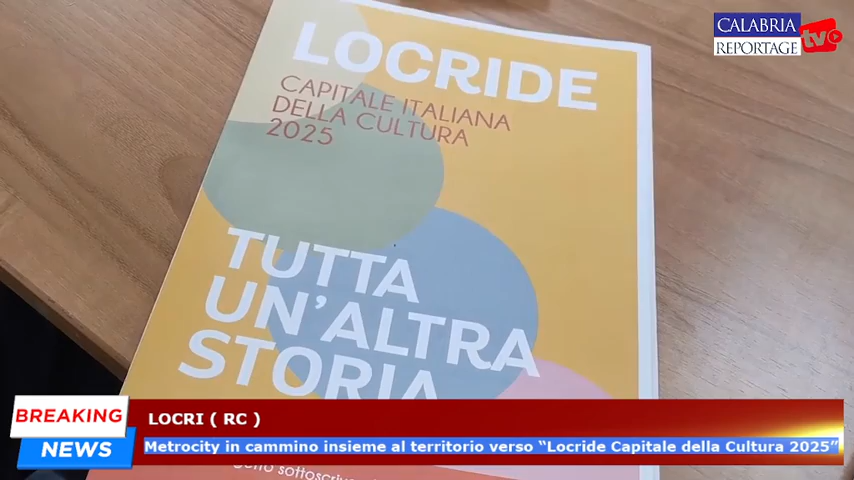 CALABRIA
REPORTAGE tv
LOCRIDE
CAPITALE ITALIANA
DELLA CULTURA
2025
TUTTA
UN'ALTRA
STORIA
BREAKING
NEWS
LOCRI ( RC )
Metrocity in cammino insieme al territorio verso “Locride Capitale della Cultura 2025”